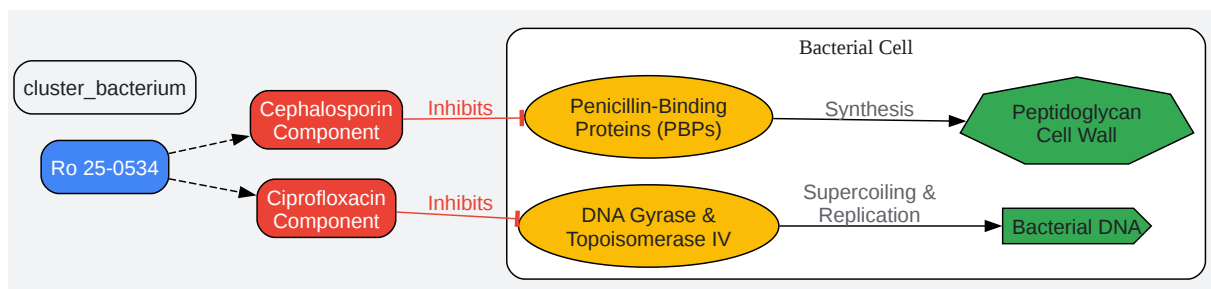 Bacterial Cell
cluster_bacterium
Ro 25-0534
Cephalosporin
Component
Inhibits
Penicillin-Binding
Proteins (PBPs)
Synthesis
Peptidoglycan
Cell Wall
Ciprofloxacin
Component
Inhibits
DNA Gyrase &
Topoisomerase IV
Supercoiling &
Replication
Bacterial DNA